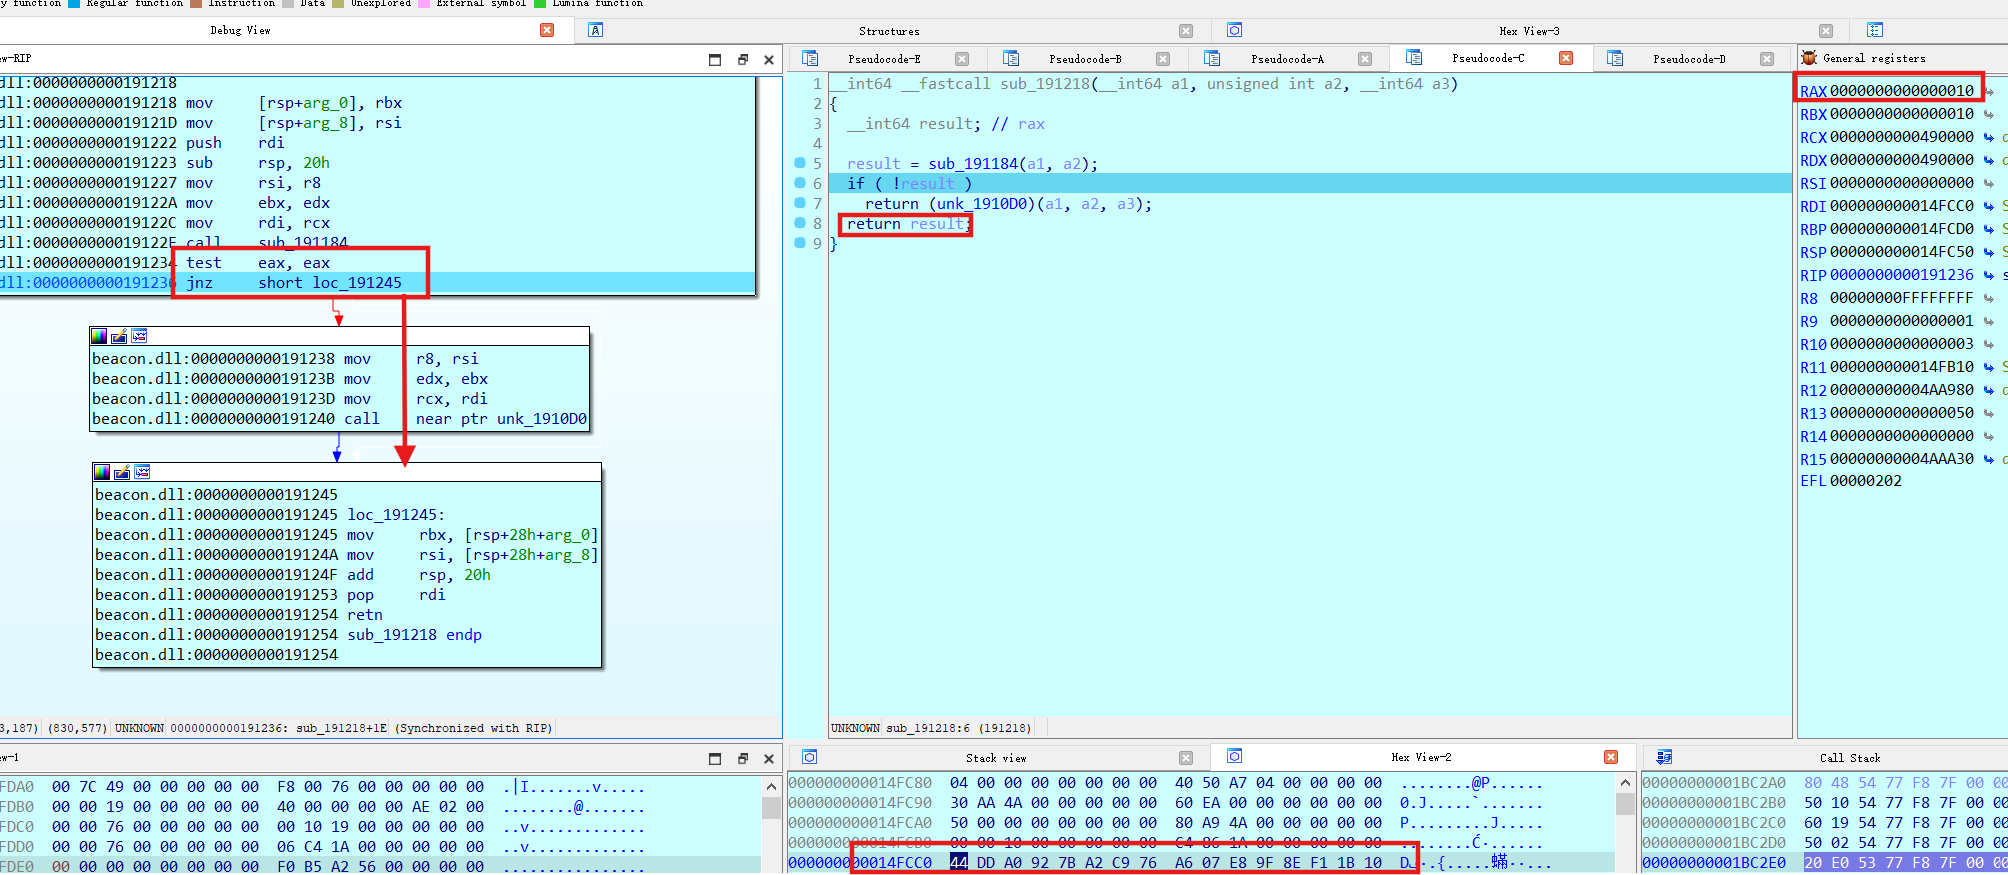 y function Regular function Instruction Data Unexplored External symbol Lumina function
Debug View Structures Hex View-3
ew-RIP
dll:0000000000191218
dll:0000000000191218 mov [rsp+arg_0], rbx
dll:000000000019121D mov [rsp+arg_8], rsi
dll:0000000000191222 push rdi
dll:0000000000191223 sub rsp, 20h
dll:0000000000191227 mov rsi, r8
dll:000000000019122A mov ebx, edx
dll:000000000019122C mov rdi, rcx
dll:000000000019122F call sub_191184
dll:0000000000191234 test eax, eax
dll:0000000000191236 jnz short loc_191245
beacon.dll:0000000000191238 mov r8, rsi
beacon.dll:000000000019123B mov edx, ebx
beacon.dll:000000000019123D mov rcx, rdi
beacon.dll:0000000000191240 call near ptr unk_1910D0
beacon.dll:0000000000191245
beacon.dll:0000000000191245 loc_191245:
beacon.dll:0000000000191245 mov rbx, [rsp+28h+arg_0]
beacon.dll:000000000019124A mov rsi, [rsp+28h+arg_8]
beacon.dll:000000000019124F add rsp, 20h
beacon.dll:0000000000191253 pop rdi
beacon.dll:0000000000191254 retn
beacon.dll:0000000000191254 sub_191218 endp
beacon.dll:0000000000191254
3,187) (830,577) UNKNOWN 0000000000191236: sub_191218+1E (Synchronized with RIP)
Pseudocode-E Pseudocode-B Pseudocode-A Pseudocode-C Pseudocode-D
1 __int64 __fastcall sub_191218(__int64 a1, unsigned int a2, __int64 a3)
2 {
3 __int64 result; // rax
4
5 result = sub_191184(a1, a2);
6 if ( !result )
7 return (unk_1910D0)(a1, a2, a3);
8 return result;
9 }
UNKNOWN sub_191218:6 (191218)
General registers
RAX 0000000000000010
RBX 0000000000000010
RCX 0000000000490000
RDX 0000000000490000
RSI 0000000000000000
RDI 000000000014FCC0
RBP 000000000014FCD0
RSP 000000000014FC50
RIP 0000000000191236
R8 00000000FFFFFFFF
R9 0000000000000001
R10 0000000000000003
R11 000000000014FB10
R12 00000000004AA980
R13 0000000000000050
R14 0000000000000000
R15 00000000004AAA30
EFL 00000202
ew-1
FDA0 00 7C 49 00 00 00 00 00 F8 00 76 00 00 00 00 00 .|I.......v.....
FDB0 00 00 19 00 00 00 00 00 40 00 00 00 00 AE 02 00 ........@.......
FDC0 00 00 76 00 00 00 00 00 00 10 19 00 00 00 00 00 ..v.............
FDD0 00 00 76 00 00 00 00 00 06 C4 1A 00 00 00 00 00 ..v.............
FDE0 00 00 00 00 00 00 00 00 F0 B5 A2 56 00 00 00 00 ................
Stack view Hex View-2
000000000014FC80 04 00 00 00 00 00 00 00 40 50 A7 04 00 00 00 00 ........@P......
000000000014FC90 30 AA 4A 00 00 00 00 00 60 EA 00 00 00 00 00 00 0.J.....`.......
000000000014FCA0 50 00 00 00 00 00 00 00 80 A9 4A 00 00 00 00 00 P.........J.....
000000000014FCB0 00 00 10 00 00 00 00 00 C4 86 1A 00 00 00 00 00
000000000014FCC0 44 DD A0 92 7B A2 C9 76 A6 07 E8 9F 8E F1 1B 10
Call Stack
00000000001BC2A0 80 48 54 77 F8 7F 00 00
00000000001BC2B0 50 10 54 77 F8 7F 00 00
00000000001BC2C0 60 19 54 77 F8 7F 00 00
00000000001BC2D0 50 02 54 77 F8 7F 00 00
00000000001BC2E0 20 E0 53 77 F8 7F 00 00